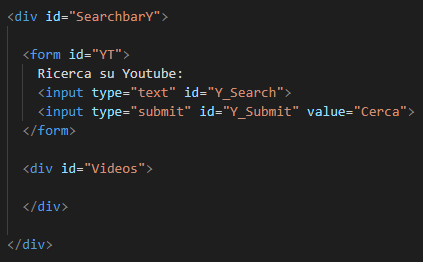 <div id="SearchbarY">
<form id="YT">
Ricerca su Youtube:
<input type="text" id="Y_Search">
<input type="submit" id="Y_Submit" value="Cerca">
</form>
<div id="Videos">
</div>
</div>